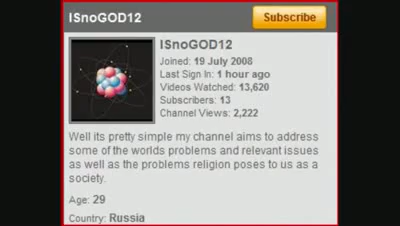 ISnoGOD12
Subscribe
ISnoGOD12
Joined: 19 July 2008
Last Sign In: 1 hour ago
Videos Watched: 13,620
Subscribers: 13
Channel Views: 2,222
Well its pretty simple my channel aims to address
some of the worlds problems and relevant issues
as well as the problems religion poses to us as a
society.
Age: 29
Country: Russia